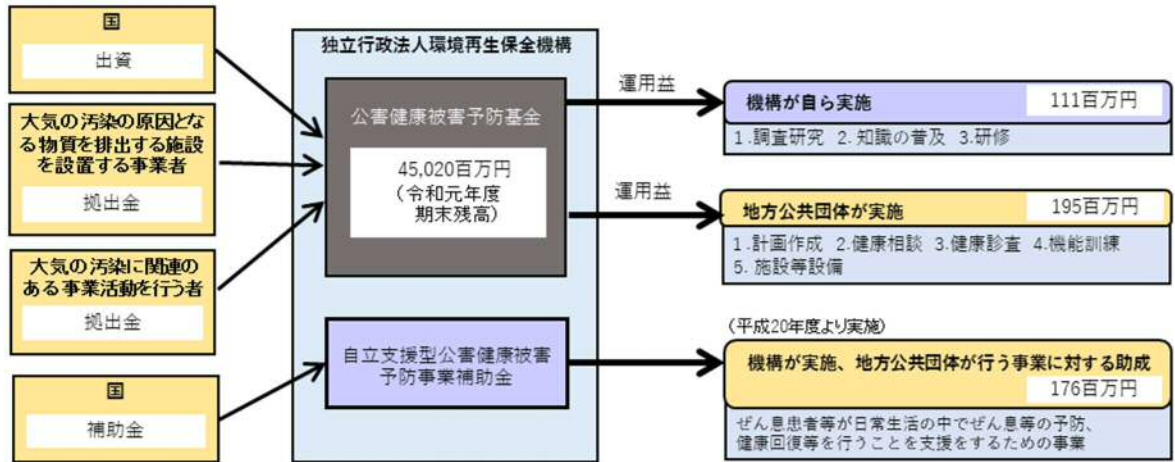 国
出資
大気の汚染の原因とな
る物質を排出する施設
を設置する事業者
拠出金
大気の汚染に関連の
ある事業活動を行う者
拠出金
国
補助金
独立行政法人環境再生保全機構
公害健康被害予防基金
45,020百万円
(令和元年度
期末残高)
自立支援型公害健康被害
予防事業補助金
運用益
運用益
機構が自ら実施
111百万円
1.調査研究 2.知識の普及 3.研修
地方公共団体が実施
195百万円
1.計画作成 2.健康相談 3.健康診査 4.機能訓練
5.施設等設備
(平成20年度より実施)
機構が実施、地方公共団体が行う事業に対する助成
176百万円
ぜん息患者等が日常生活の中でぜん息等の予防、
健康回復等を行うことを支援をするための事業